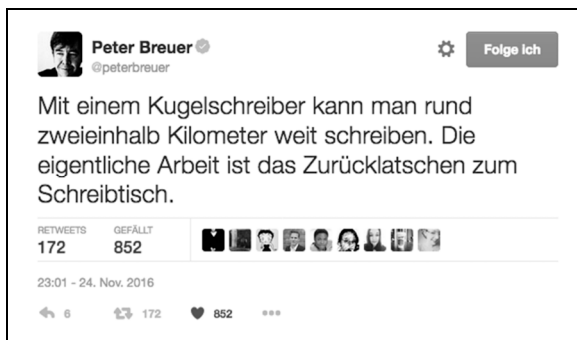 Peter Breuer
@peterbreuer
Folge ich
Mit einem Kugelschreiber kann man rund
zweieinhalb Kilometer weit schreiben. Die
eigentliche Arbeit ist das Zurücklatschen zum
Schreibtisch.
RETWEETS GEFÄLLT
172 852
23:01 - 24. Nov. 2016
6 172 852